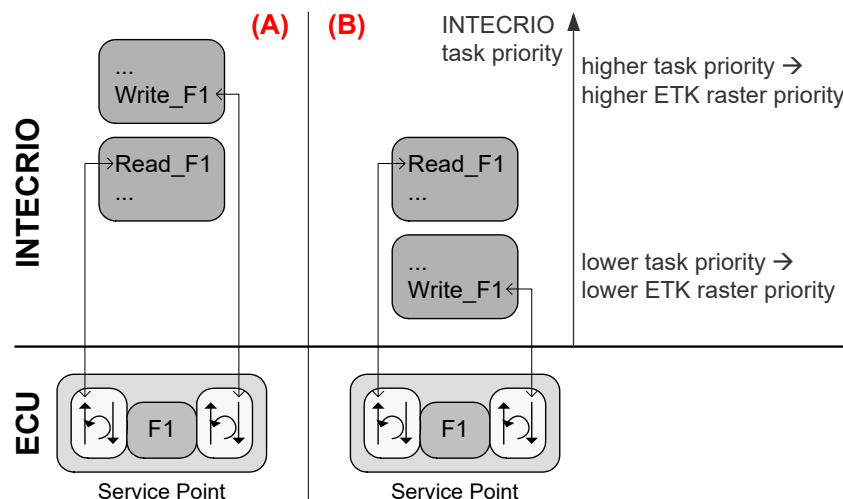 (A)
(B)
INTECRIO
task priority
higher task priority →
higher ETK raster priority
...
Write_F1
Read_F1
...
Read_F1
...
...
Write_F1
lower task priority →
lower ETK raster priority
INTECRIO
ECU
F1
Service Point
F1
Service Point